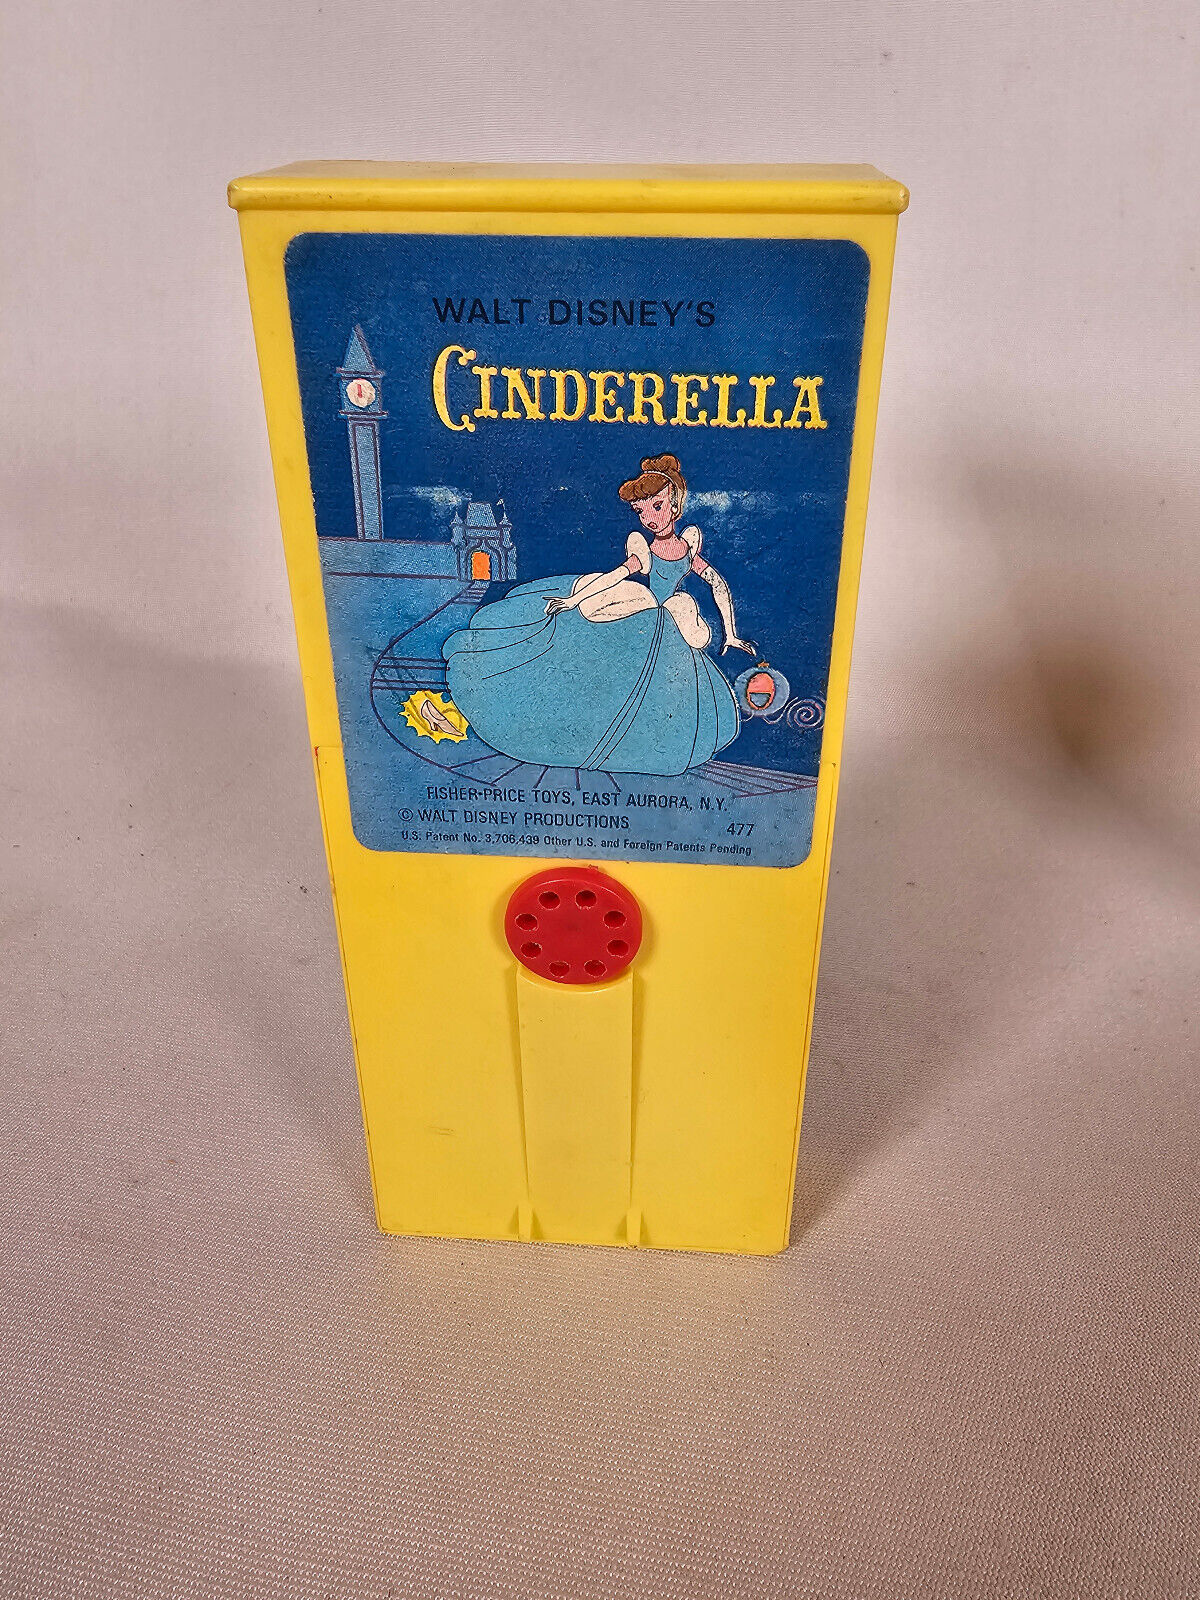 WALT DISNEY'S
CINDERELLA
FISHER-PRICE TOYS, EAST AURORA, N.Y.
© WALT DISNEY PRODUCTIONS 477
U.S. Patent No. 3,706,439 Other U.S. and Foreign Patents Pending